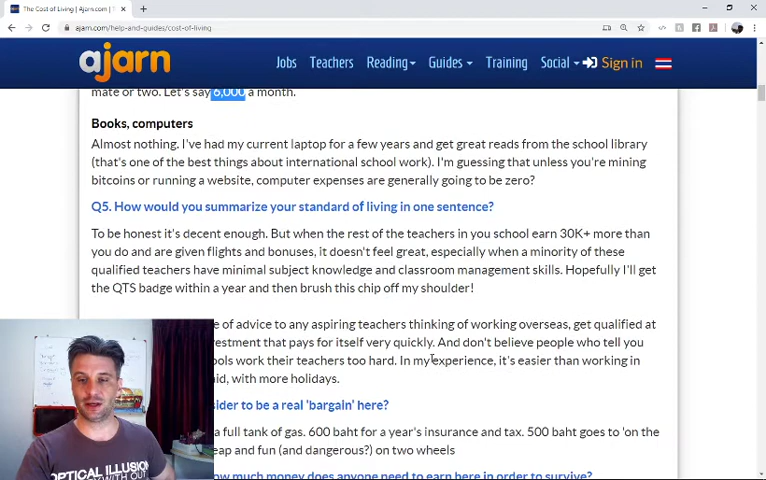 The Cost of Living | Ajarn.com | T
ajarn.com/help-and-guides/cost-of-living
ajarn
Jobs Teachers Reading Guides Training Social Sign in
mate or two. Let's say 6,000 a month.
Books, computers
Almost nothing. I've had my current laptop for a few years and get great reads from the school library
(that's one of the best things about international school work). I'm guessing that unless you're mining
bitcoins or running a website, computer expenses are generally going to be zero?
Q5. How would you summarize your standard of living in one sentence?
To be honest it's decent enough. But when the rest of the teachers in you school earn 30K+ more than
you do and are given flights and bonuses, it doesn't feel great, especially when a minority of these
qualified teachers have minimal subject knowledge and classroom management skills. Hopefully I'll get
the QTS badge within a year and then brush this chip off my shoulder!
e of advice to any aspiring teachers thinking of working overseas, get qualified at
restment that pays for itself very quickly. And don't believe people who tell you
ools work their teachers too hard. In my experience, it's easier than working in
id, with more holidays.
sider to be a real 'bargain' here?
a full tank of gas. 600 baht for a year's insurance and tax. 500 baht goes to 'on the
eap and fun (and dangerous?) on two wheels
how much money does anyone need to earn here in order to survive?
OPTICAL ILLUSION